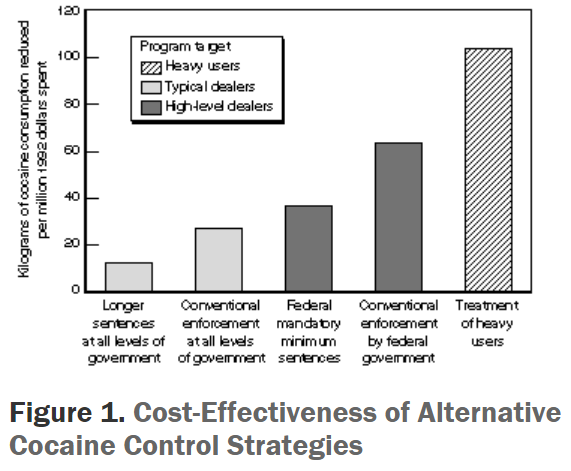 Kilograms of cocaine consumption reduced
per million 1992 dollars spent
120
100
80
60
40
20
0
Program target
Heavy users
Typical dealers
High-level dealers
Longer
sentences
at all levels of
government
Conventional
enforcement
at all levels
of government
Federal
mandatory
minimum
sentences
Conventional
enforcement
by federal
government
Treatment
of heavy
users
Figure 1. Cost-Effectiveness of Alternative
Cocaine Control Strategies